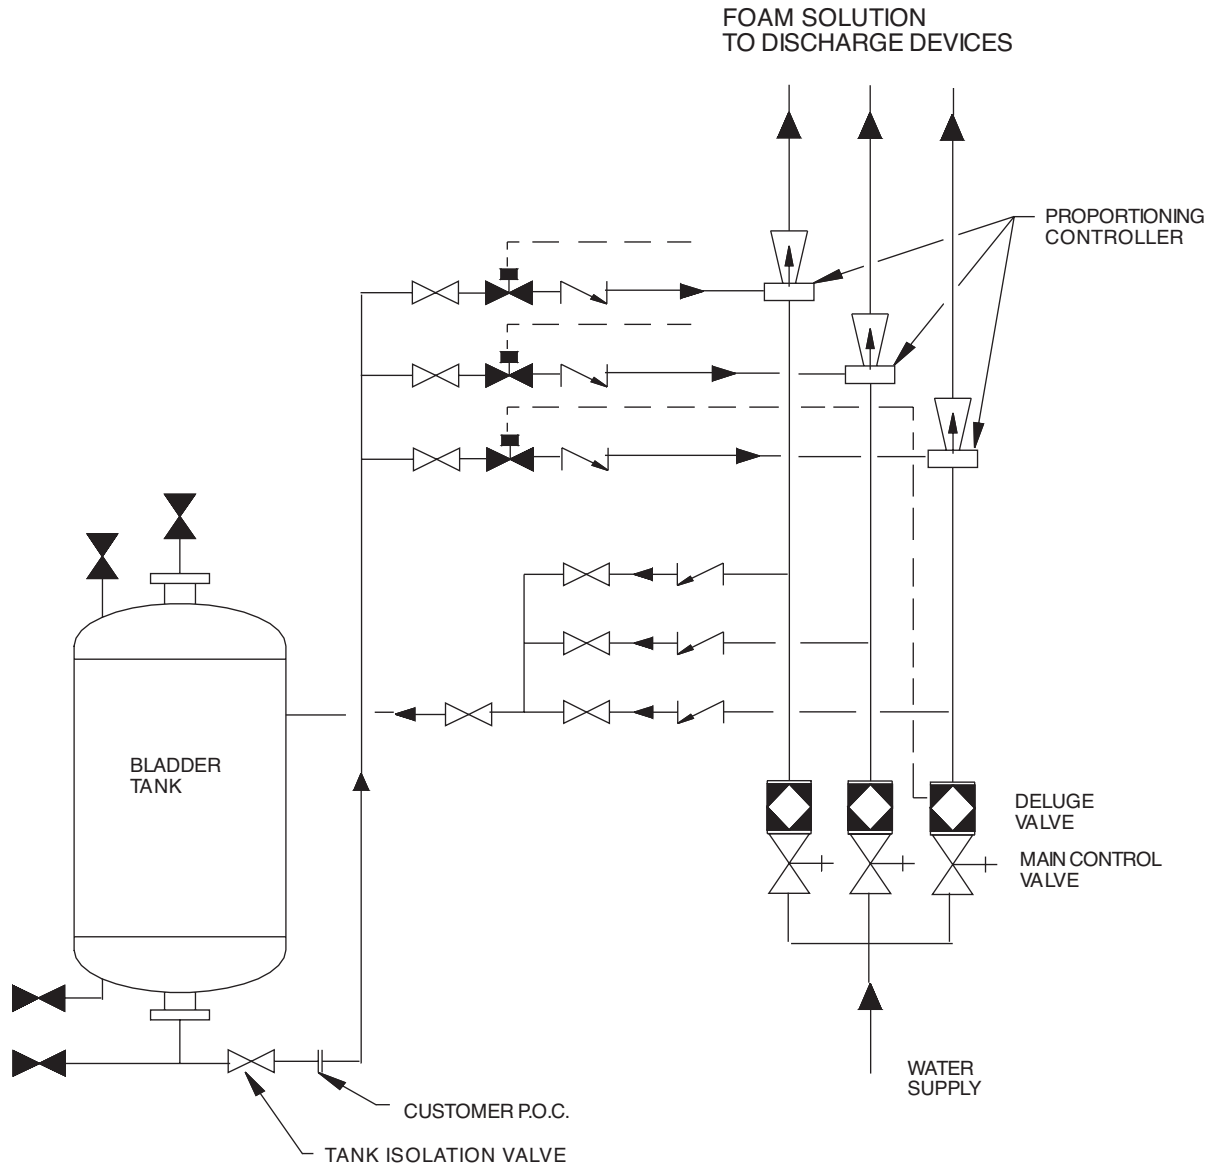 FOAM SOLUTION
TO DISCHARGE DEVICES
PROPORTIONING
CONTROLLER
BLADDER
TANK
DELUGE
VALVE
MAIN CONTROL
VALVE
WATER
SUPPLY
CUSTOMER P.O.C.
TANK ISOLATION VALVE